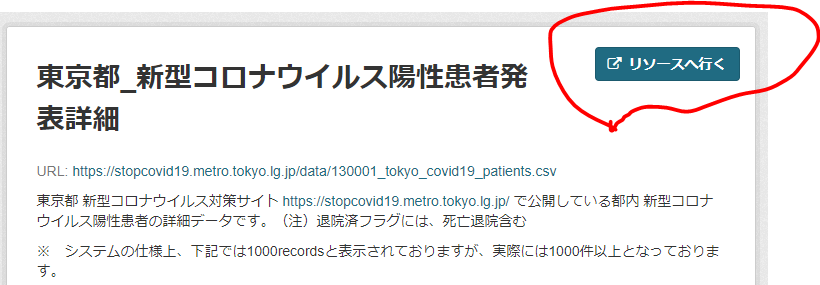 リソースへ行く
東京都_新型コロナウイルス陽性患者発
表詳細
URL: https://stopcovid19.metro.tokyo.lg.jp/data/130001_tokyo_covid19_patients.csv
東京都 新型コロナウイルス対策サイト https://stopcovid19.metro.tokyo.lg.jp/ で公開している都内 新型コロナ
ウイルス陽性患者の詳細データです。（注）退院済フラグには、死亡退院含む
※　システムの仕様上、下記では1000recordsと表示されておりますが、実際には1000件以上となっておりま
す。